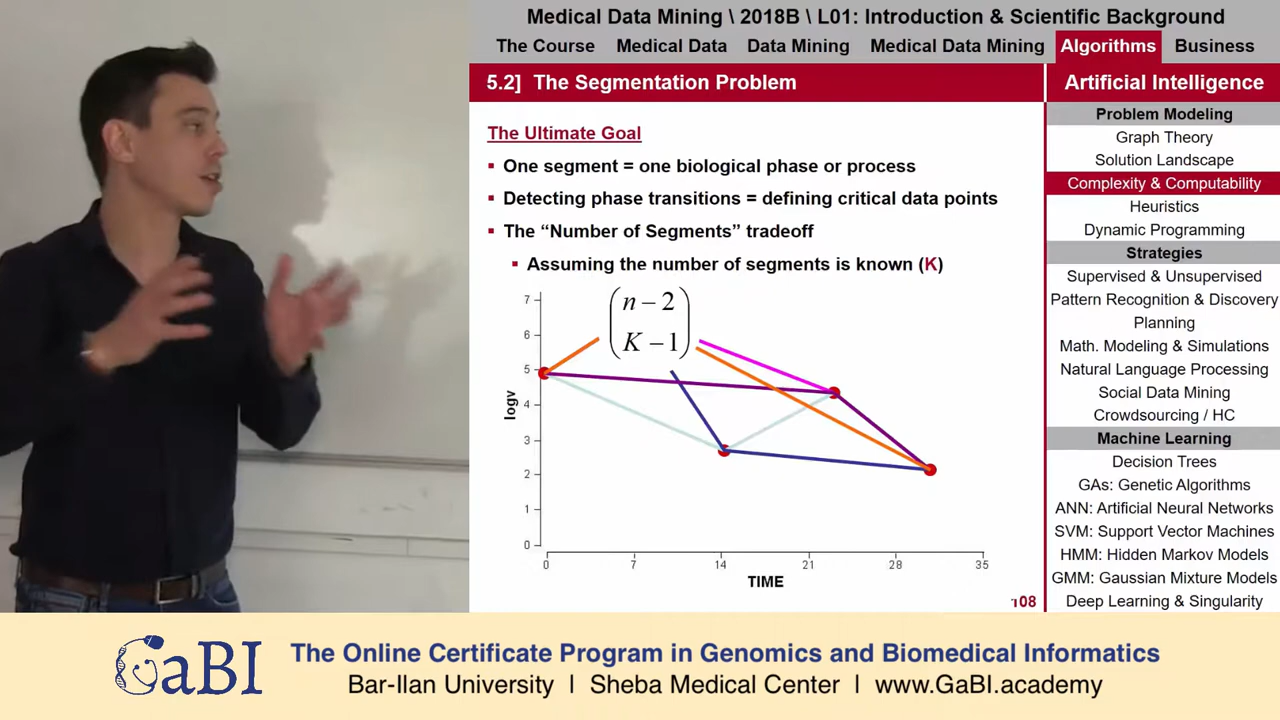 Medical Data Mining \ 2018B \ L01: Introduction & Scientific Background
The Course Medical Data Data Mining Medical Data Mining Algorithms Business
5.2] The Segmentation Problem
The Ultimate Goal
▪ One segment = one biological phase or process
▪ Detecting phase transitions = defining critical data points
▪ The “Number of Segments” tradeoff
▪ Assuming the number of segments is known (K)
n – 2
K – 1
7
6
5
4
3
2
1
0
logv
0 7 14 21 28 35
TIME
108
Artificial Intelligence
Problem Modeling
Graph Theory
Solution Landscape
Complexity & Computability
Heuristics
Dynamic Programming
Strategies
Supervised & Unsupervised
Pattern Recognition & Discovery
Planning
Math. Modeling & Simulations
Natural Language Processing
Social Data Mining
Crowdsourcing / HC
Machine Learning
Decision Trees
GAs: Genetic Algorithms
ANN: Artificial Neural Networks
SVM: Support Vector Machines
HMM: Hidden Markov Models
GMM: Gaussian Mixture Models
Deep Learning & Singularity
GaBI
The Online Certificate Program in Genomics and Biomedical Informatics
Bar-Ilan University | Sheba Medical Center | www.GaBI.academy